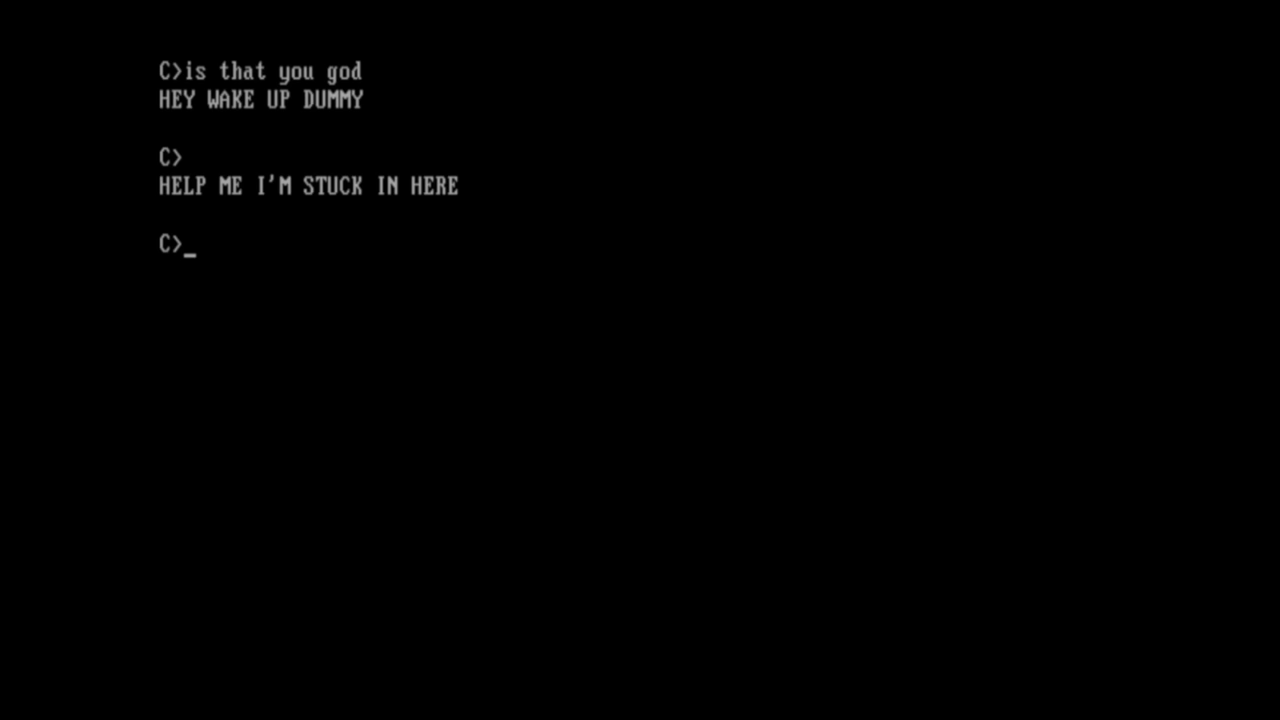 C>is that you god
HEY WAKE UP DUMMY
C>
HELP ME I'M STUCK IN HERE
C>_